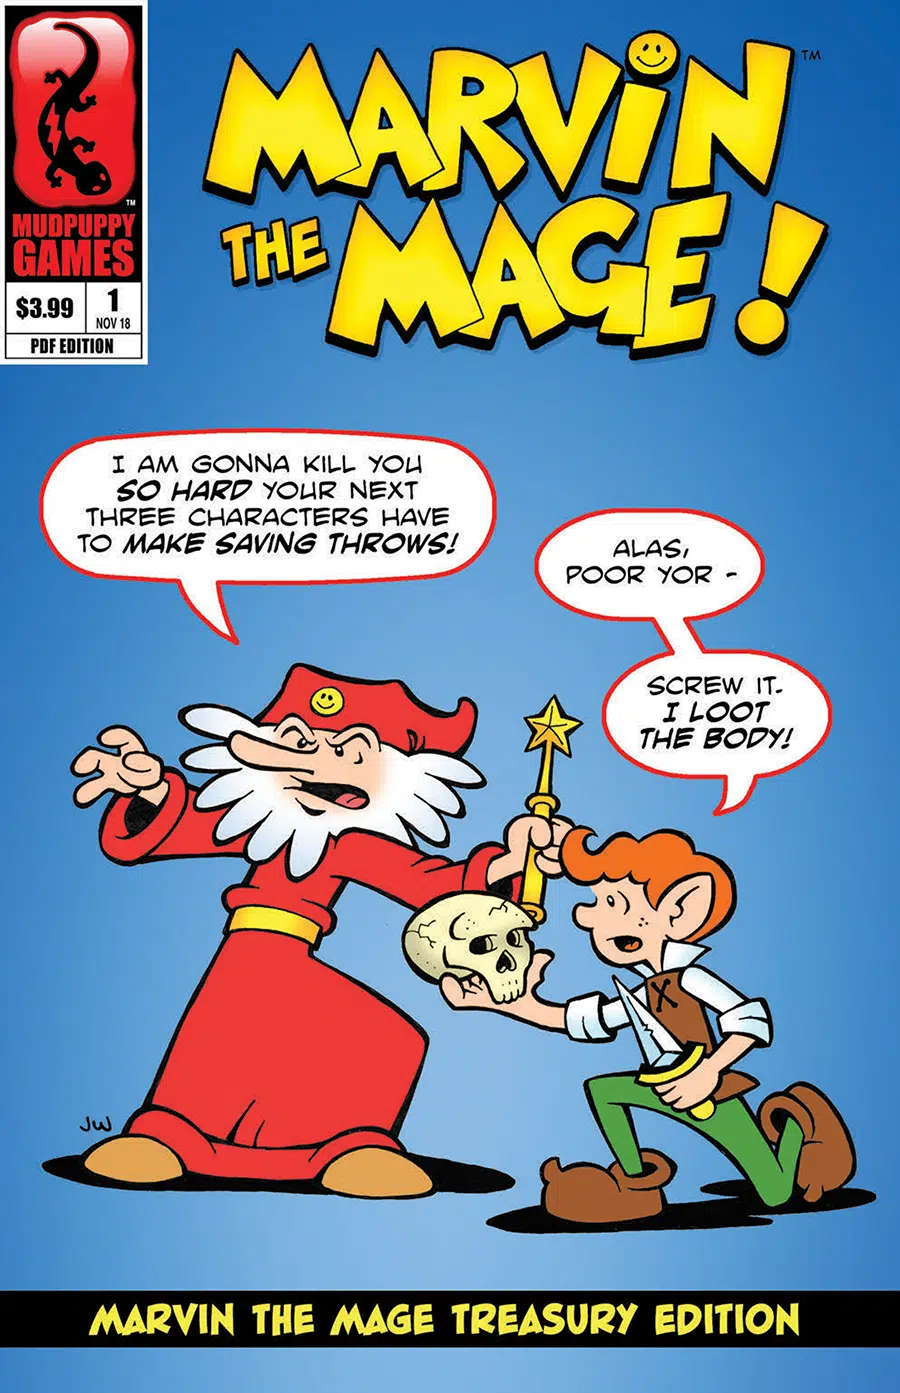 MUDPUPPY
GAMES
TM
$3.99
1
NOV 18
PDF EDITION
MARVIN
TM
THE MAGE!
I AM GONNA KILL YOU
SO HARD YOUR NEXT
THREE CHARACTERS HAVE
TO MAKE SAVING THROWS!
ALAS,
POOR YOR -
SCREW IT.
I LOOT
THE BODY!
JW
MARVIN THE MAGE TREASURY EDITION